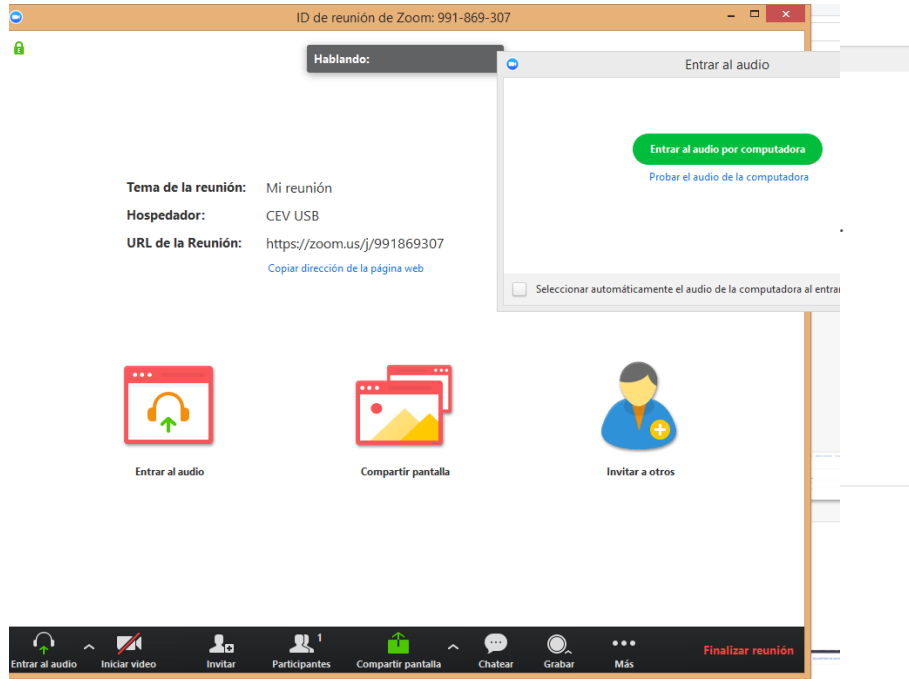 ID de reunión de Zoom: 991-869-307
Hablando:
Entrar al audio
Entrar al audio por computadora
Probar el audio de la computadora
Tema de la reunión: Mi reunión
Hospedador: CEV USB
URL de la Reunión: https://zoom.us/j/991869307
Copiar dirección de la página web
Seleccionar automáticamente el audio de la computadora al entrar
Entrar al audio Compartir pantalla Invitar a otros
1
Entrar al audio Iniciar video Invitar Participantes Compartir pantalla Chatear Grabar Más Finalizar reunión